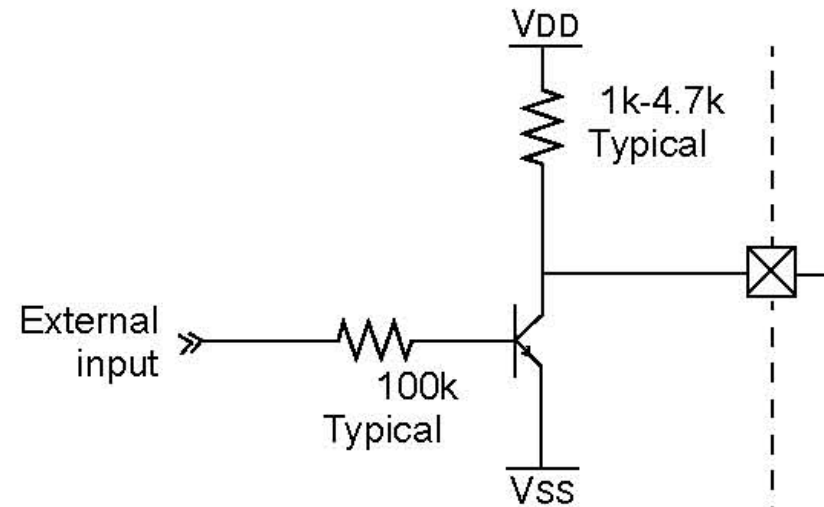 VDD
1k-4.7k
Typical
External
input
100k
Typical
VSS